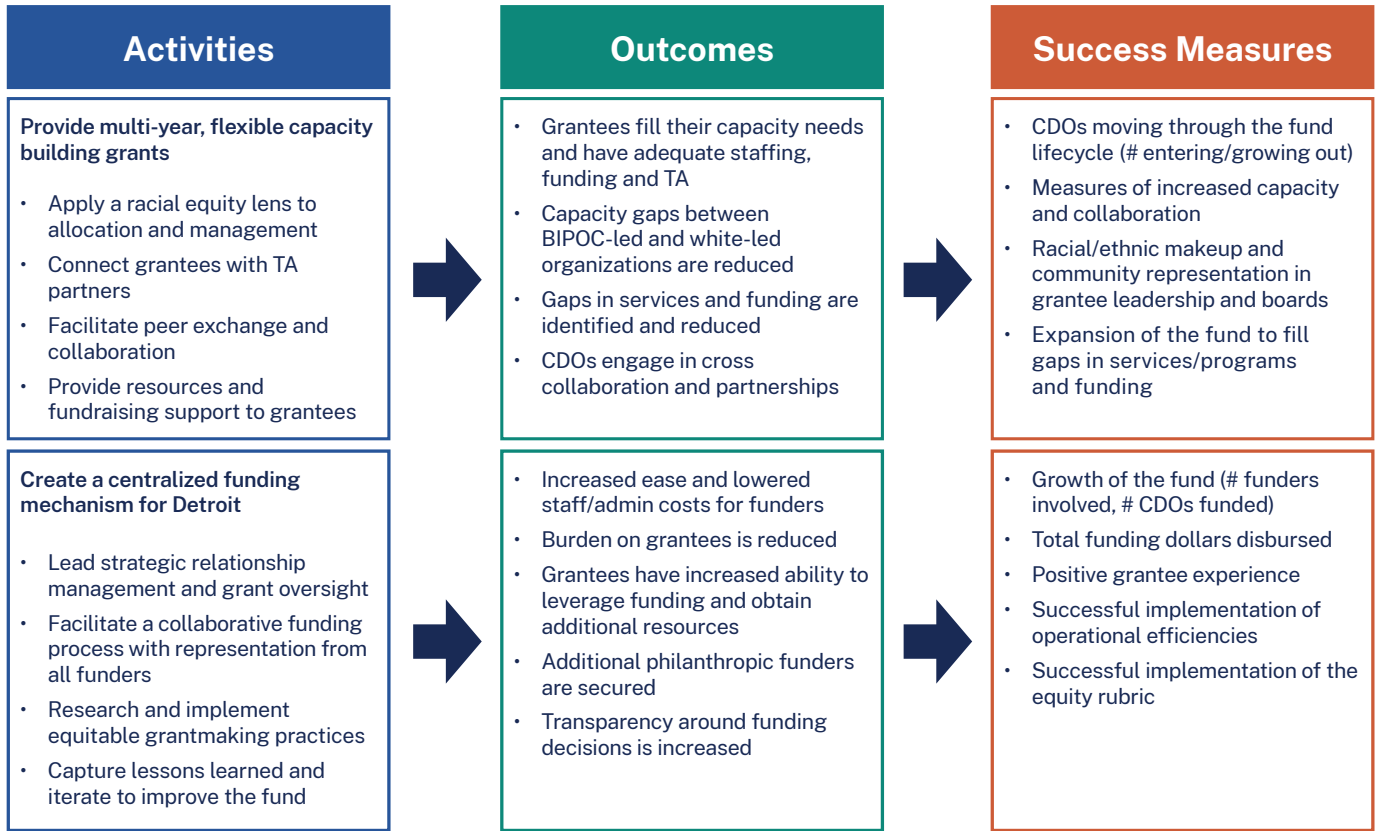 Activities
Outcomes
Success Measures
Provide multi-year, flexible capacity
building grants
• Apply a racial equity lens to
allocation and management
• Connect grantees with TA
partners
• Facilitate peer exchange and
collaboration
• Provide resources and
fundraising support to grantees
• Grantees fill their capacity needs
and have adequate staffing,
funding and TA
• Capacity gaps between
BIPOC-led and white-led
organizations are reduced
• Gaps in services and funding are
identified and reduced
• CDOs engage in cross
collaboration and partnerships
• CDOs moving through the fund
lifecycle (# entering/growing out)
• Measures of increased capacity
and collaboration
• Racial/ethnic makeup and
community representation in
grantee leadership and boards
• Expansion of the fund to fill
gaps in services/programs
and funding
Create a centralized funding
mechanism for Detroit
• Lead strategic relationship
management and grant oversight
• Facilitate a collaborative funding
process with representation from
all funders
• Research and implement
equitable grantmaking practices
• Capture lessons learned and
iterate to improve the fund
• Increased ease and lowered
staff/admin costs for funders
• Burden on grantees is reduced
• Grantees have increased ability to
leverage funding and obtain
additional resources
• Additional philanthropic funders
are secured
• Transparency around funding
decisions is increased
• Growth of the fund (# funders
involved, # CDOs funded)
• Total funding dollars disbursed
• Positive grantee experience
• Successful implementation of
operational efficiencies
• Successful implementation of the
equity rubric